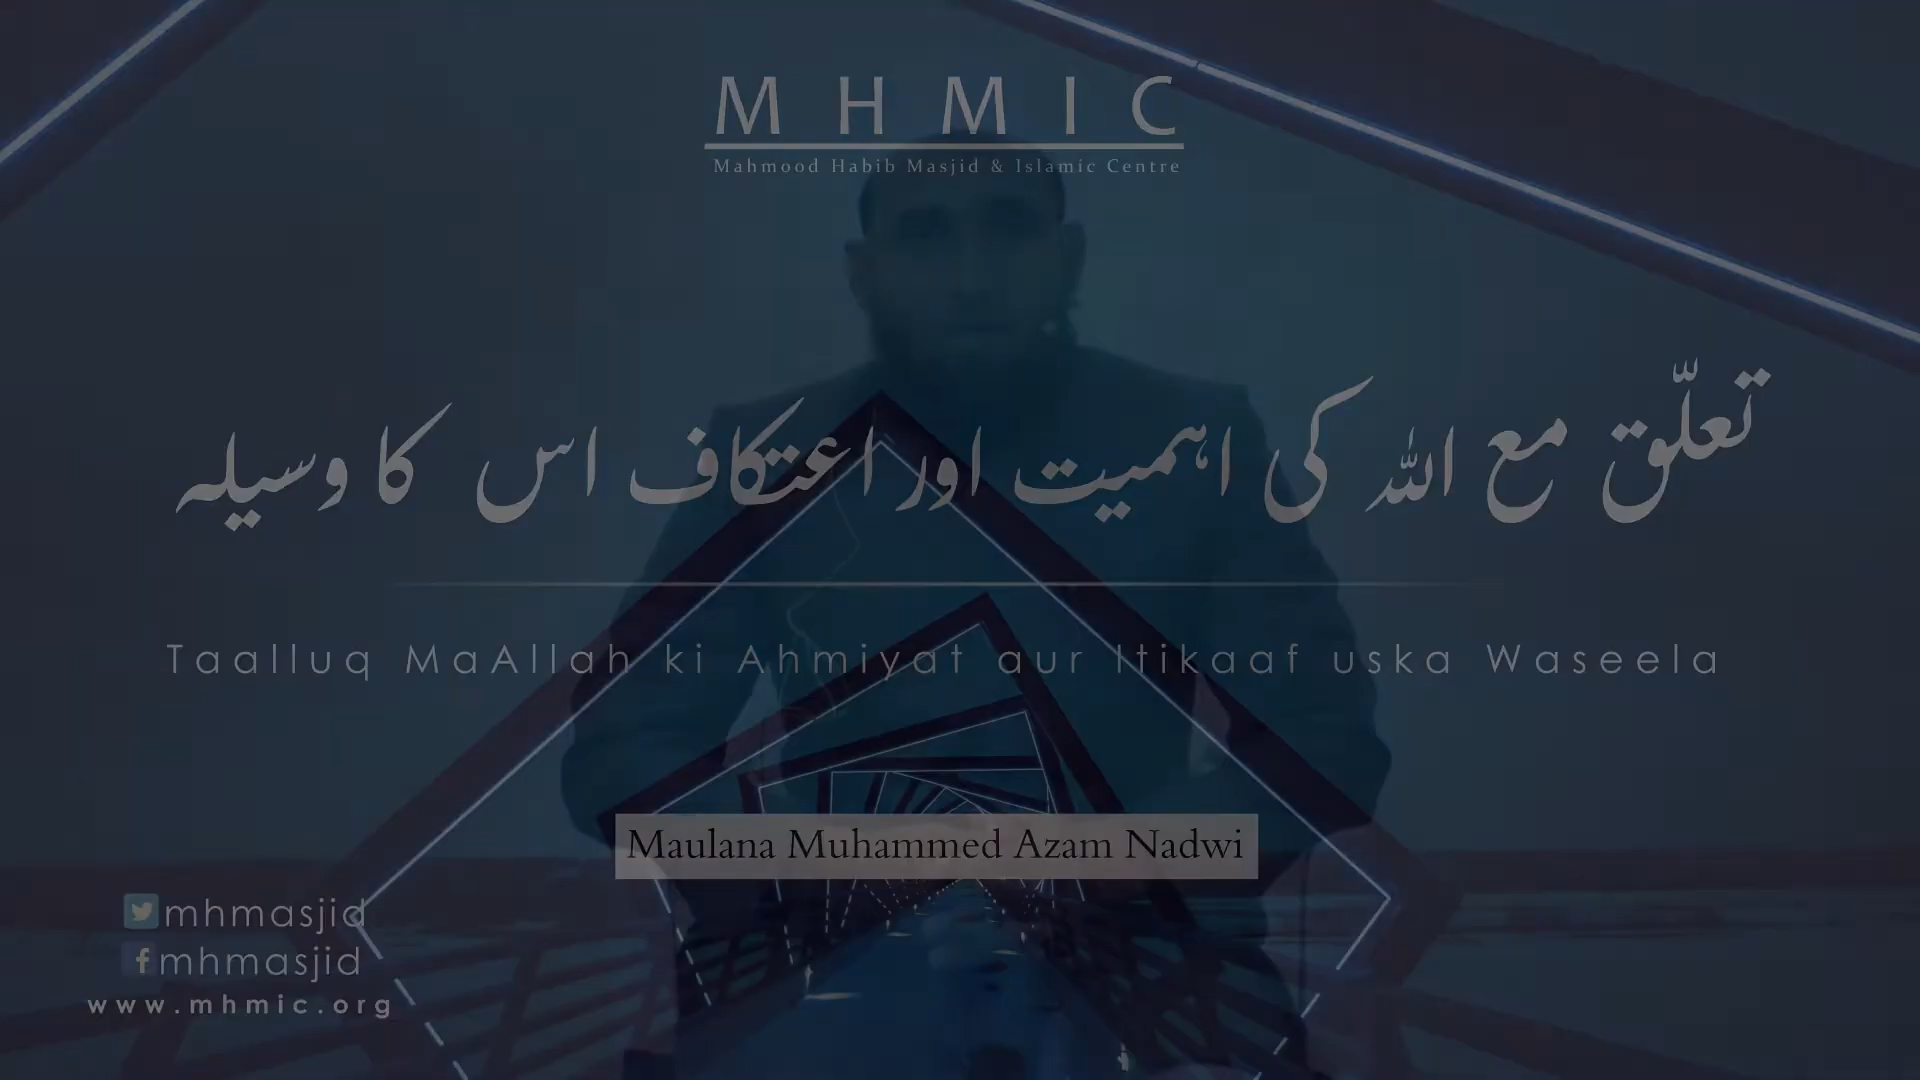 M H M I C
Mahmood Habib Masjid & Islamic Centre
تعلّق مع اللہ کی اہمیت اور اعتکاف اس کا وسیلہ
Taalluq MaAllah ki Ahmiyat aur Itikaaf uska Waseela
Maulana Muhammed Azam Nadwi
mhmasjid
mhmasjid
www.mhmic.org